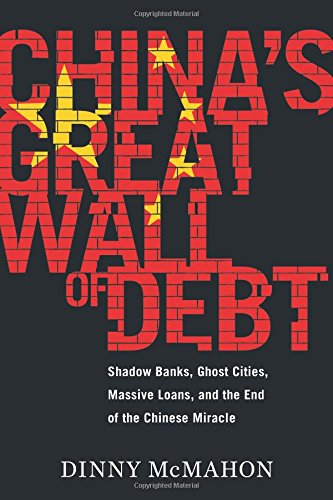 CHINA'S
GREAT
WALL
OF DEBT
Shadow Banks, Ghost Cities,
Massive Loans, and the End
of the Chinese Miracle
DINNY McMAHON
Copyrighted Material
Copyrighted Material